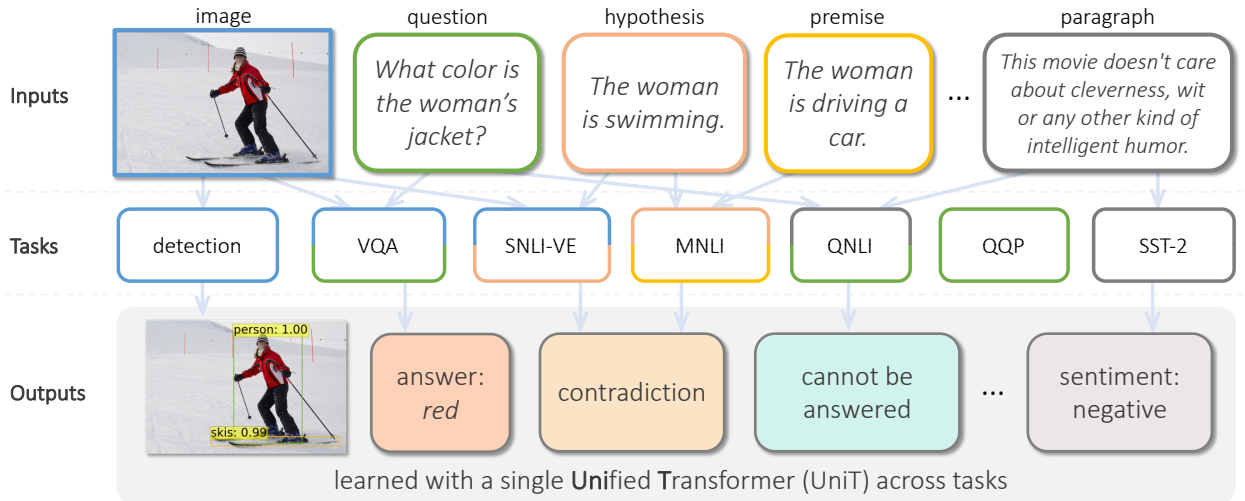 image
question
hypothesis
premise
paragraph
Inputs
What color is
the woman's
jacket?
The woman
is swimming.
The woman
is driving a
car.
...
This movie doesn't care
about cleverness, wit
or any other kind of
intelligent humor.
Tasks
detection
VQA
SNLI-VE
MNLI
QNLI
QQP
SST-2
Outputs
person: 1.00
skis: 0.99
answer:
red
contradiction
cannot be
answered
...
sentiment:
negative
learned with a single Unified Transformer (UniT) across tasks